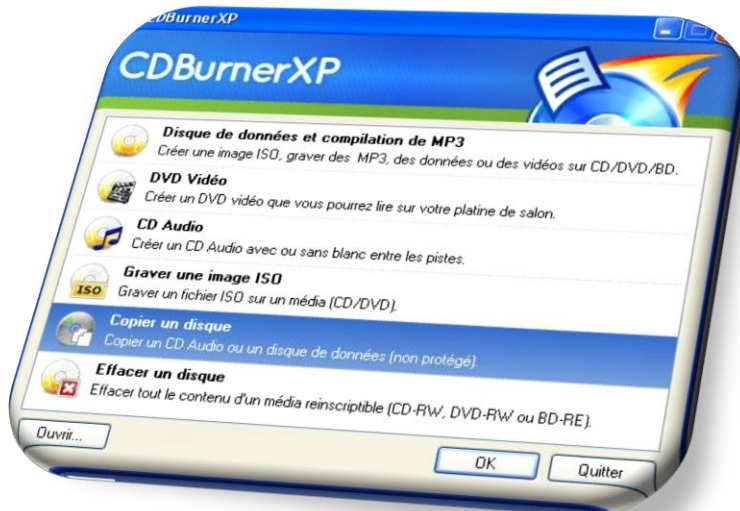 CDBurnerXP
CDBurnerXP
Disque de données et compilation de MP3
Créer une image ISO, graver des MP3, des données ou des vidéos sur CD/DVD/BD.
DVD Vidéo
Créer un DVD vidéo que vous pourrez lire sur votre platine de salon.
CD Audio
Créer un CD Audio avec ou sans blanc entre les pistes.
Graver une image ISO
ISO
Graver un fichier ISO sur un média (CD/DVD).
Copier un disque
Copier un CD Audio ou un disque de données (non protégé).
Effacer un disque
Effacer tout le contenu d'un média reinscriptible (CD-RW, DVD-RW ou BD-RE).
Ouvrir...
OK
Quitter